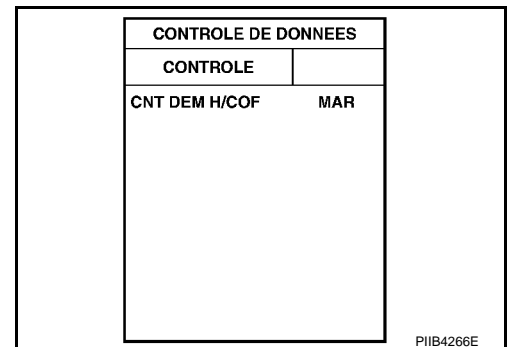 CONTROLE DE DONNEES
CONTROLE
CNT DEM H/COF MAR
PIIB4266E